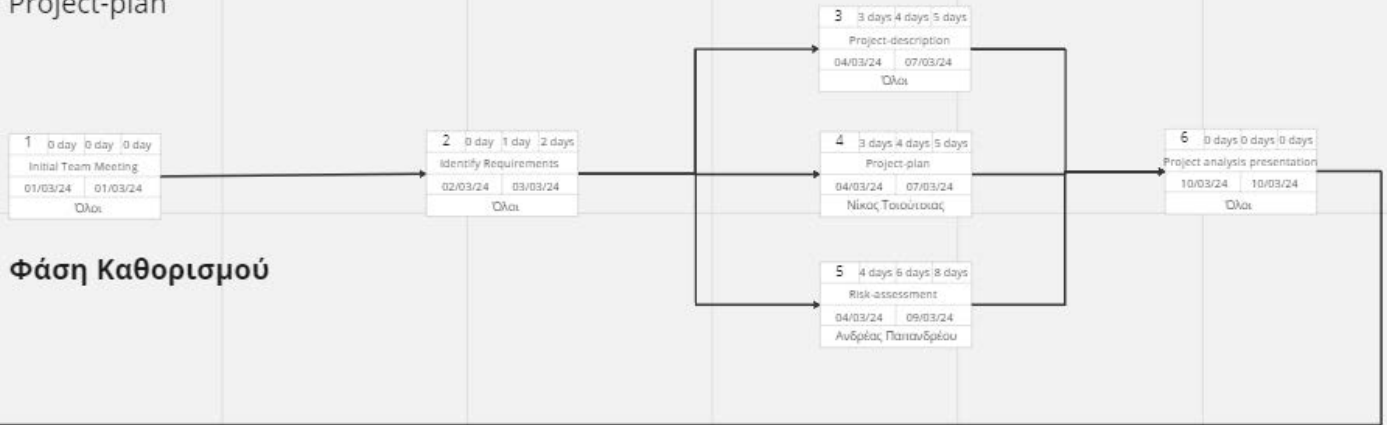 Project-plan
1 0 day 0 day 0 day
Initial Team Meeting
01/03/24 01/03/24
Όλοι
2 0 day 1 day 2 days
Identify Requirements
02/03/24 03/03/24
Όλοι
3 3 days 4 days 5 days
Project-description
04/03/24 07/03/24
Όλοι
4 3 days 4 days 5 days
Project-plan
04/03/24 07/03/24
Νίκος Τσιούτσιας
5 4 days 6 days 8 days
Risk-assessment
04/03/24 09/03/24
Ανδρέας Παπανδρέου
6 0 days 0 days 0 days
Project analysis presentation
10/03/24 10/03/24
Όλοι
Φάση Καθορισμού